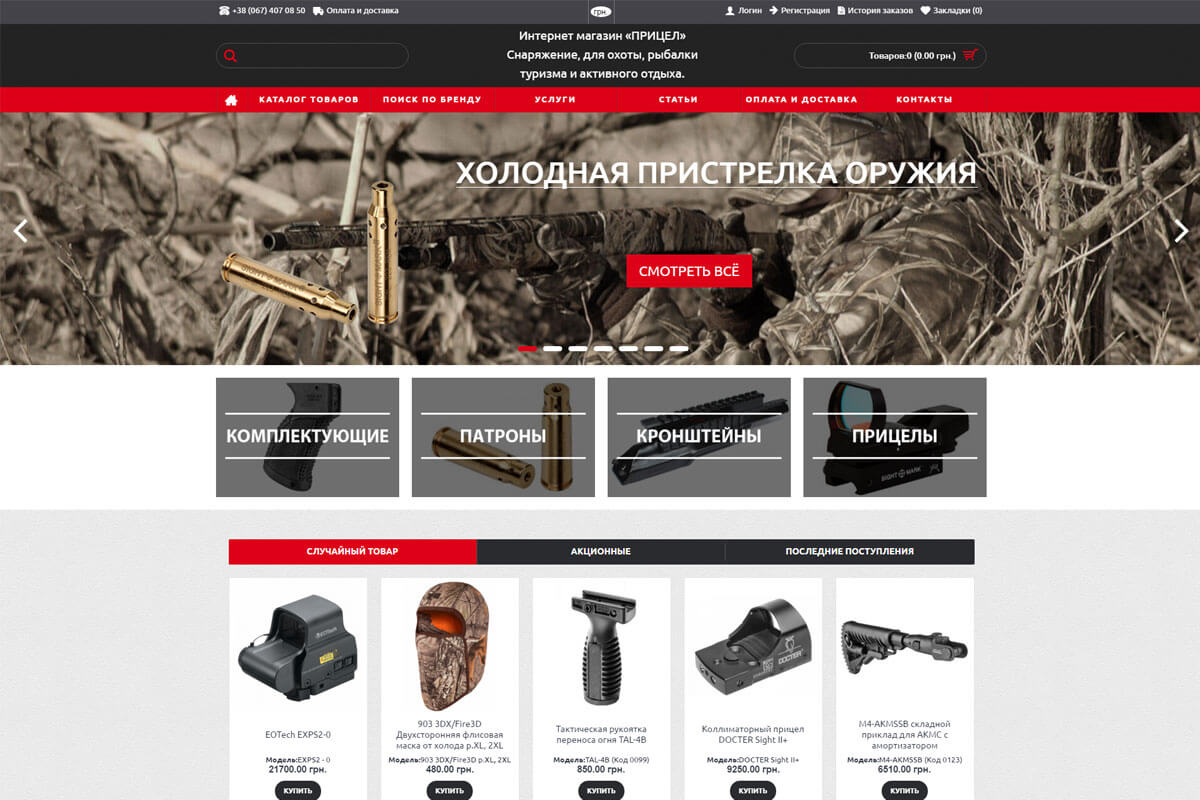 +38 (067) 407 08 50 Оплата и доставка
грн.
Логин Регистрация История заказов Закладки (0)
Интернет магазин «ПРИЦЕЛ»
Снаряжение, для охоты, рыбалки
туризма и активного отдыха.
Товаров:0 (0.00 грн.)
КАТАЛОГ ТОВАРОВ ПОИСК ПО БРЕНДУ УСЛУГИ СТАТЬИ ОПЛАТА И ДОСТАВКА КОНТАКТЫ
ХОЛОДНАЯ ПРИСТРЕЛКА ОРУЖИЯ
СМОТРЕТЬ ВСЁ
КОМПЛЕКТУЮЩИЕ
ПАТРОНЫ
КРОНШТЕЙНЫ
ПРИЦЕЛЫ
SIGHT MARK
СЛУЧАЙНЫЙ ТОВАР АКЦИОННЫЕ ПОСЛЕДНИЕ ПОСТУПЛЕНИЯ
EOTech
DOCTER
EOTech EXPS2-0
Модель:EXPS2 - 0
21700.00 грн.
КУПИТЬ
903 3DX/Fire3D
Двухсторонняя флисовая
маска от холода р.XL, 2XL
Модель:903 3DX/Fire3D р.XL, 2XL
480.00 грн.
КУПИТЬ
Тактическая рукоятка
переноса огня TAL-4B
Модель:TAL-4B (Код 0099)
850.00 грн.
КУПИТЬ
Коллиматорный прицел
DOCTER Sight II+
Модель:DOCTER Sight II+
9250.00 грн.
КУПИТЬ
M4-AKMSSB складной
приклад для АКМС с
амортизатором
Модель:M4-AKMSSB (Код 0123)
6510.00 грн.
КУПИТЬ